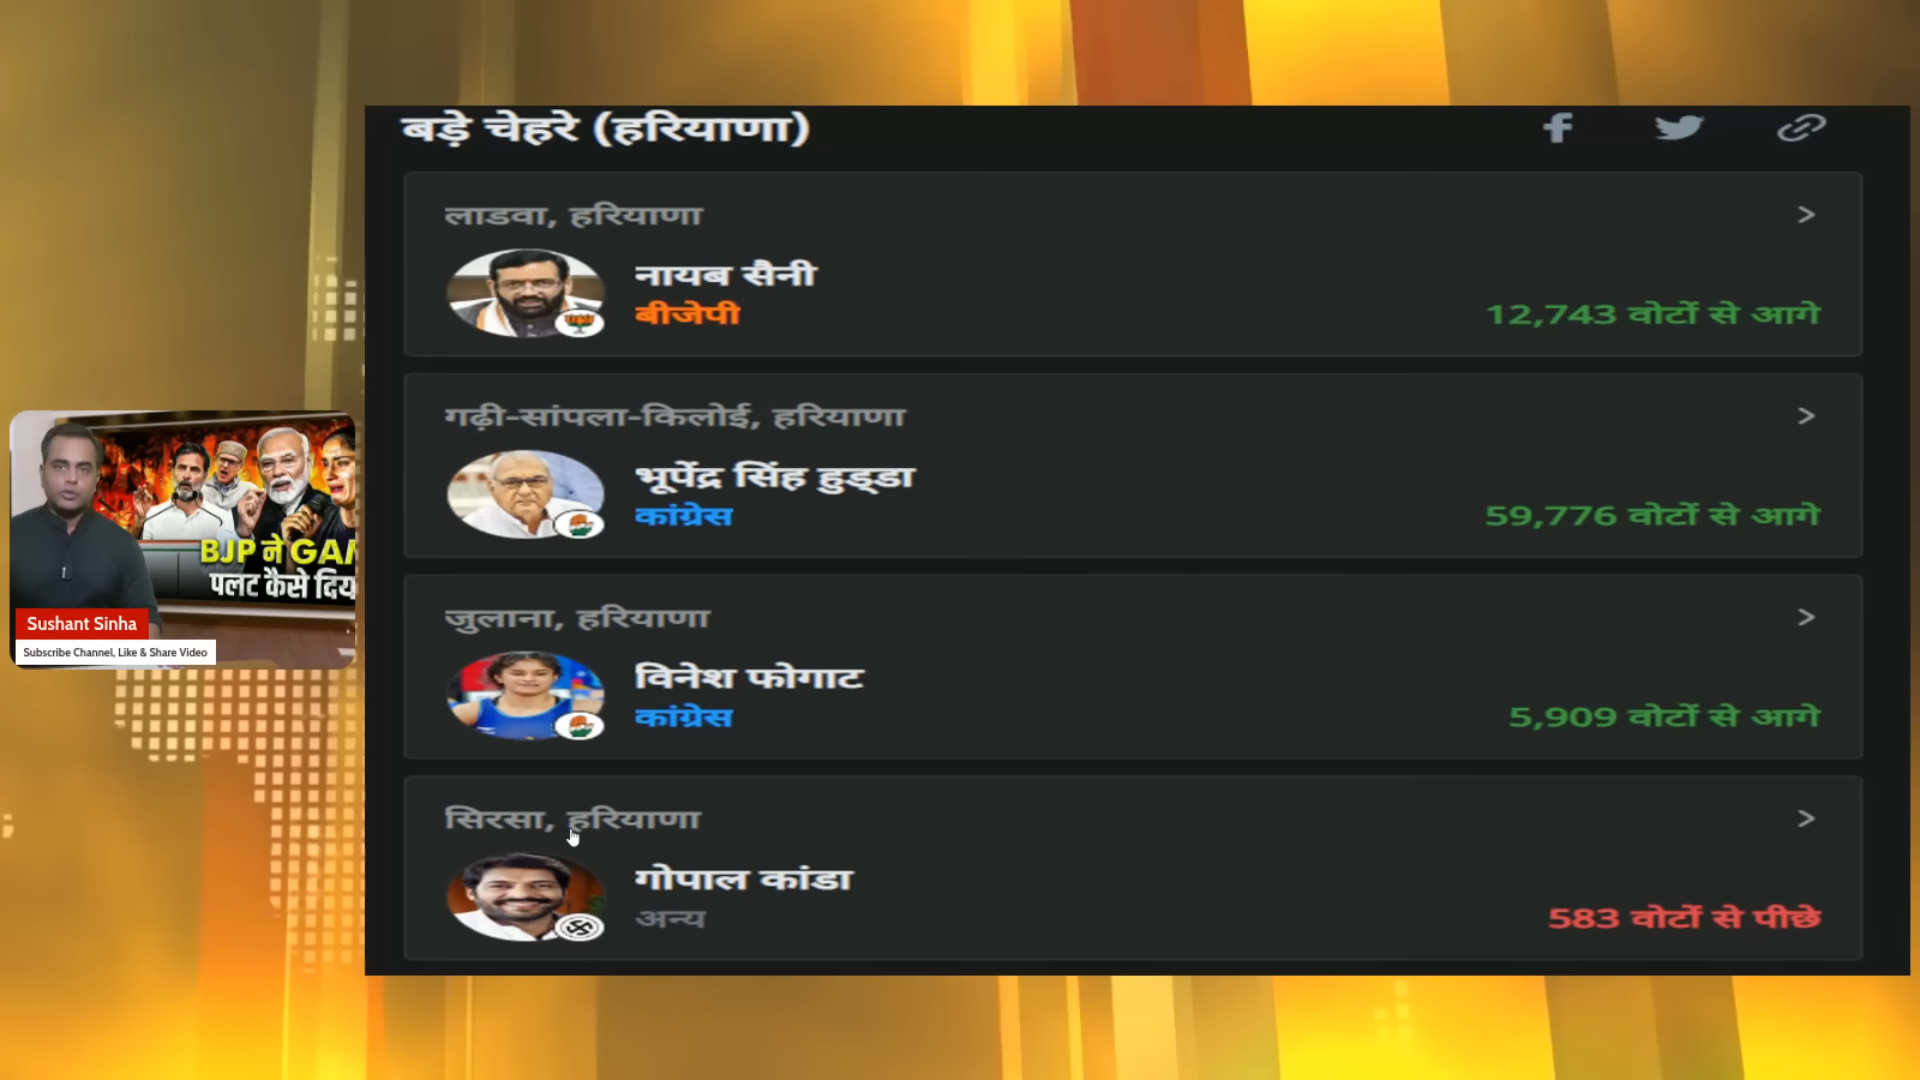 बड़े चेहरे (हरियाणा)
लाडवा, हरियाणा
नायब सैनी
बीजेपी
12,743 वोटों से आगे
गढ़ी-सांपला-किलोई, हरियाणा
भूपेंद्र सिंह हुड्डा
कांग्रेस
59,776 वोटों से आगे
जुलाना, हरियाणा
विनेश फोगाट
कांग्रेस
5,909 वोटों से आगे
सिरसा, हरियाणा
गोपाल कांडा
अन्य
583 वोटों से पीछे
BJP ने GAM
पलट कैसे दिय
Sushant Sinha
Subscribe Channel, Like & Share Video